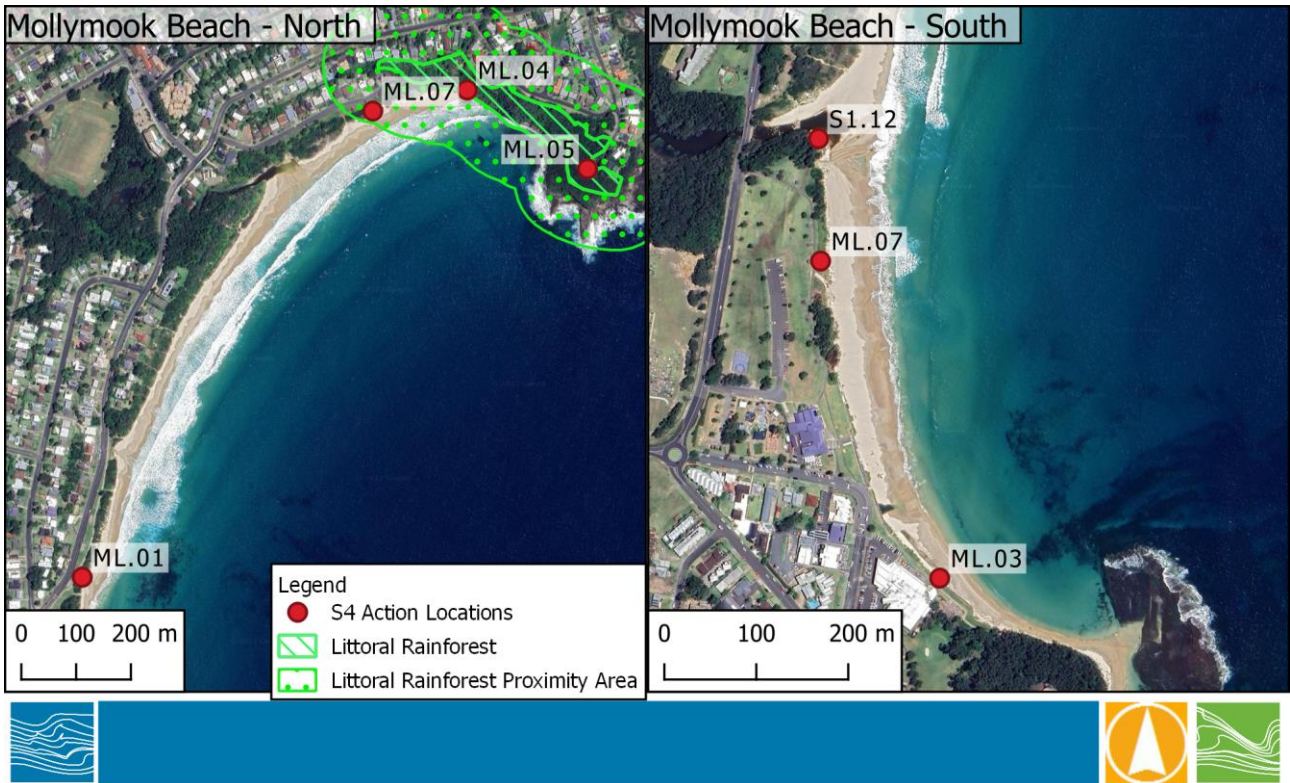 Mollymook Beach - North
ML.04
ML.07
ML.05
ML.01
0 100 200 m
Legend
S4 Action Locations
Littoral Rainforest
Littoral Rainforest Proximity Area
Mollymook Beach - South
S1.12
ML.07
ML.03
0 100 200 m